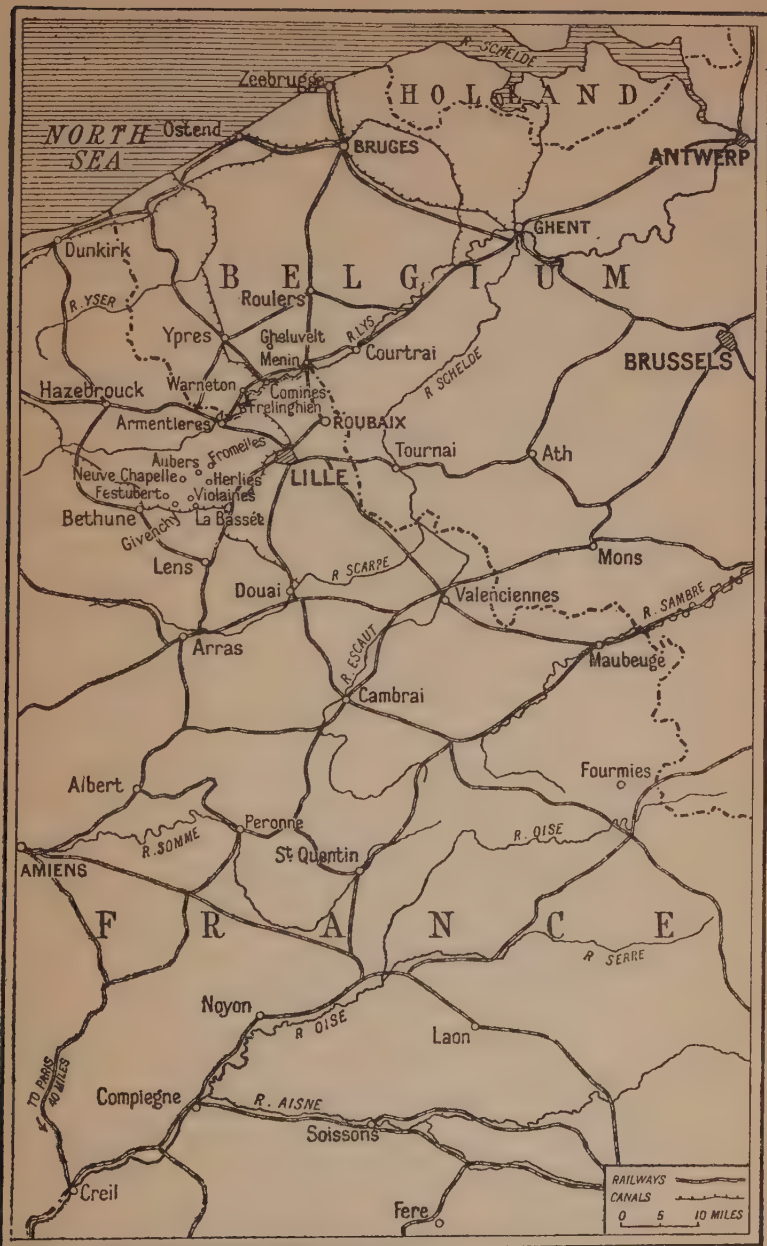 R. SCHELDE
Zeebrugge
HOLLAND
NORTH
SEA
Ostend
BRUGES
ANTWERP
GHENT
Dunkirk
BELGIUM
R. YSER
Roulers
Ypres
Gheluvelt
R. LYS
Menin
Courtrai
R SCHELDE
BRUSSELS
Warneton
Hazebrouck
Comines
Frelinghien
Armentieres
ROUBAIX
Fromelles
Aubers
Tournai
Ath
Neuve Chapelle
Herlies
LILLE
Festubert
Violaines
Bethune
Givenchy
La Bassée
Mons
Lens
R SCARPE
Douai
Valenciennes
R. SAMBRE
Arras
R. ESCAUT
Maubeuge
Cambrai
Albert
Fourmies
Peronne
R. SOMME
R. OISE
AMIENS
St Quentin
FRANCE
R SERRE
Noyon
R OISE
Laon
TO PARIS
40 MILES
Compiegne
R. AISNE
Soissons
Creil
Fere
RAILWAYS
CANALS
0 5 10 MILES